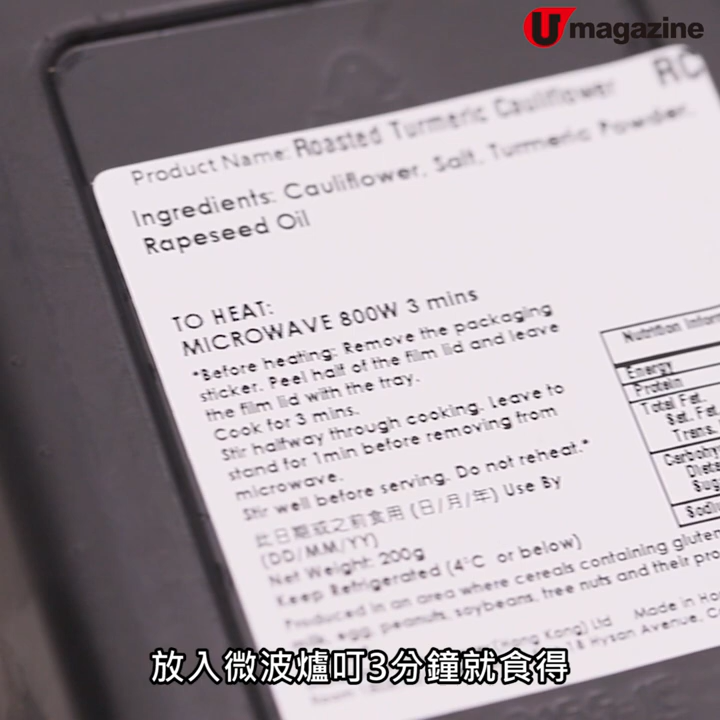 U magazine
RC
Product Name: Roasted Turmeric Cauliflower
Ingredients: Cauliflower, Salt, Turmeric Powder,
Rapeseed Oil
TO HEAT:
MICROWAVE 800W 3 mins
*Before heating: Remove the packaging
sticker. Peel half of the film lid and leave
the film lid with the tray.
Cook for 3 mins.
Stir halfway through cooking. Leave to
stand for 1min before removing from
microwave.
Stir well before serving. Do not reheat.*
此日期或之前食用 (日/月/年) Use By
(DD/MM/YY)
Net Weight: 200g
Keep Refrigerated (4°C or below)
Produced in an area where cereals containing gluten
milk, egg, peanuts, soybeans, tree nuts and their pro
(Hong Kong) Ltd Made in Ho
18 Hysan Avenue, C
Nutrition Infor
Energy
Protein
Total Fat
Sat. Fat
Trans.
Carbohy
Diet
Sug
Sodiu
放入微波爐叮3分鐘就食得